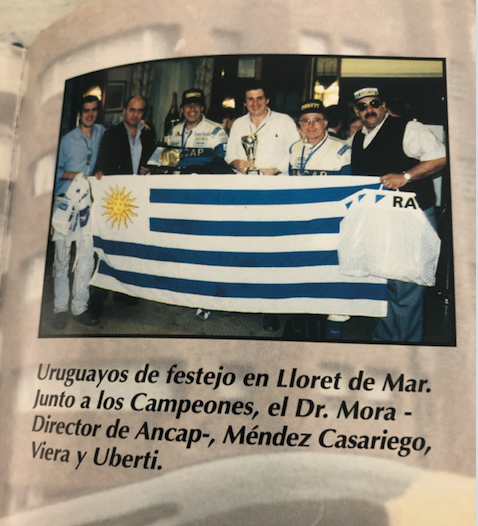 CAP
RA
Uruguayos de festejo en Lloret de Mar.
Junto a los Campeones, el Dr. Mora -
Director de Ancap-, Méndez Casariego,
Viera y Uberti.